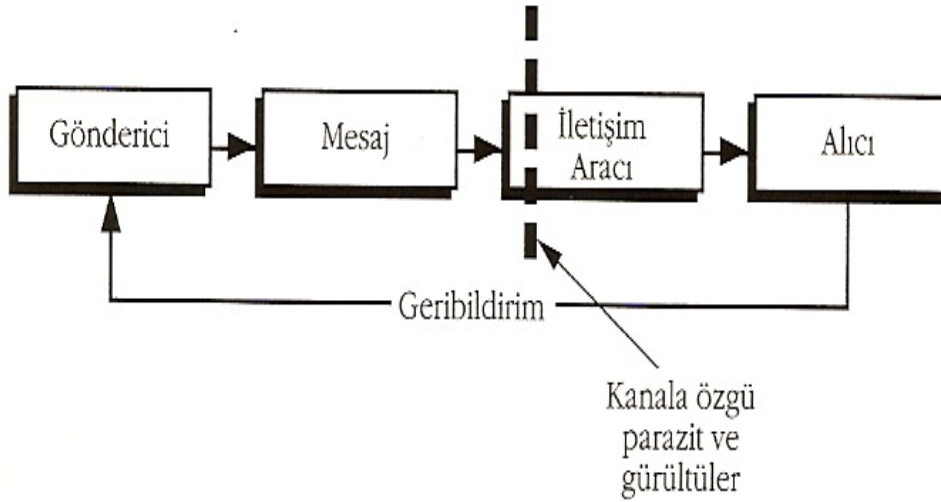 Gönderici
Mesaj
İletişim
Aracı
Alıcı
Geribildirim
Kanala özgü
parazit ve
gürültüler